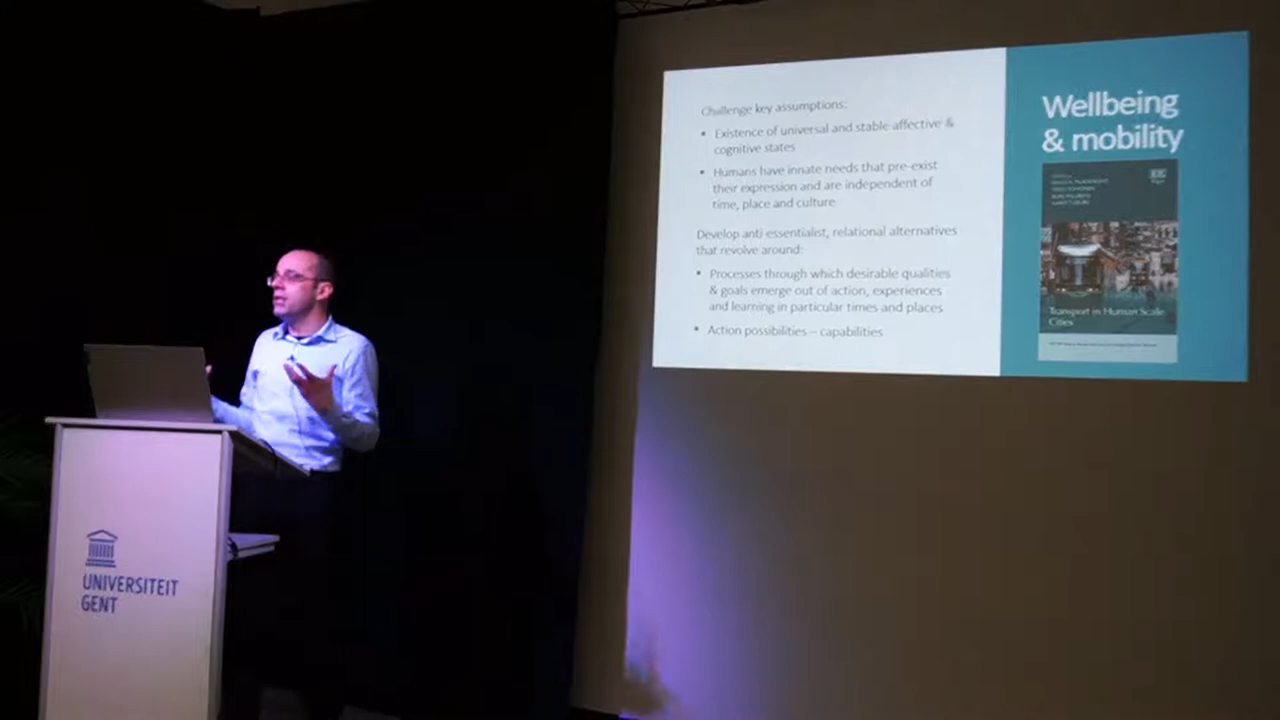 Challenge key assumptions:
▪ Existence of universal and stable affective &
cognitive states
▪ Humans have innate needs that pre-exist
their expression and are independent of
time, place and culture
Develop anti essentialist, relational alternatives
that revolve around:
▪ Processes through which desirable qualities
& goals emerge out of action, experiences
and learning in particular times and places
▪ Action possibilities – capabilities
Wellbeing
& mobility
Transport in Human Scale
Cities
UNIVERSITEIT
GENT